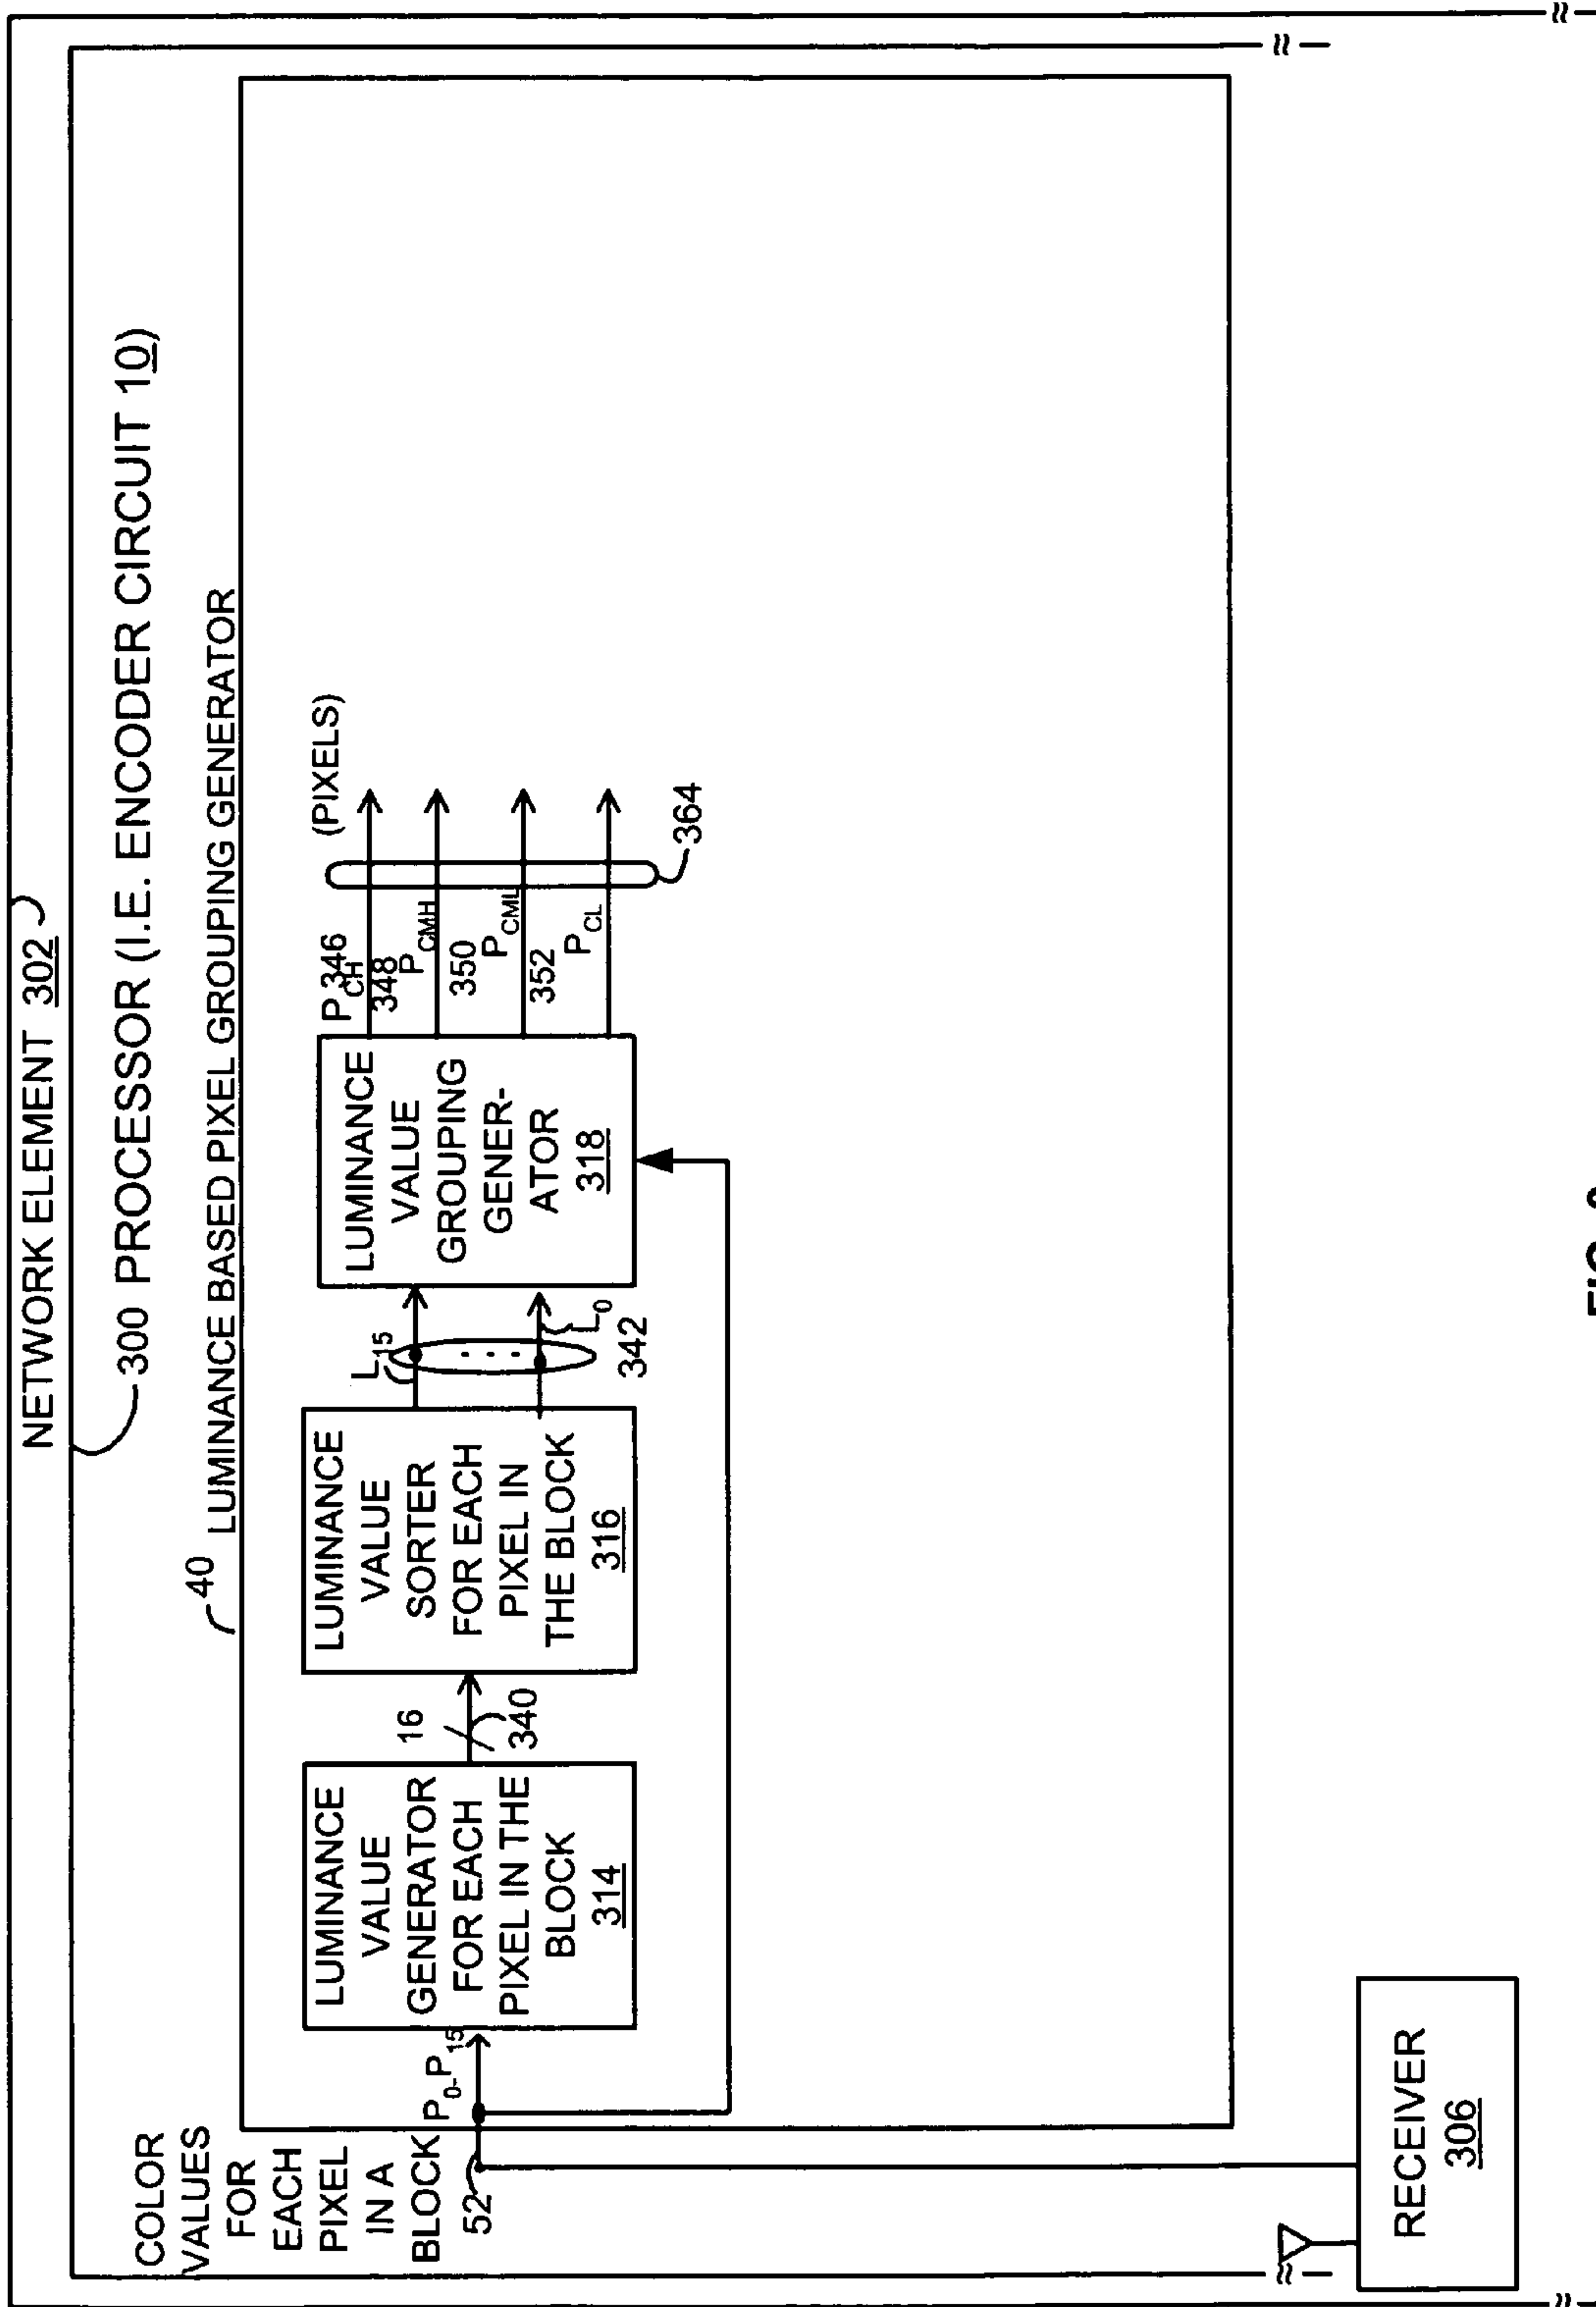 NETWORK ELEMENT 302
300 PROCESSOR (I.E. ENCODER CIRCUIT 10)
40
LUMINANCE BASED PIXEL GROUPING GENERATOR
COLOR
VALUES
FOR
EACH
PIXEL
IN A
BLOCK
52
P0-P15
LUMINANCE
VALUE
GENERATOR
FOR EACH
PIXEL IN THE
BLOCK
314
16
340
LUMINANCE
VALUE
SORTER
FOR EACH
PIXEL IN
THE BLOCK
316
L15
L0
342
LUMINANCE
VALUE
GROUPING
GENER-
ATOR
318
(PIXELS)
PCH 346
348
PCMH
350
PCML
352
PCL
364
RECEIVER
306